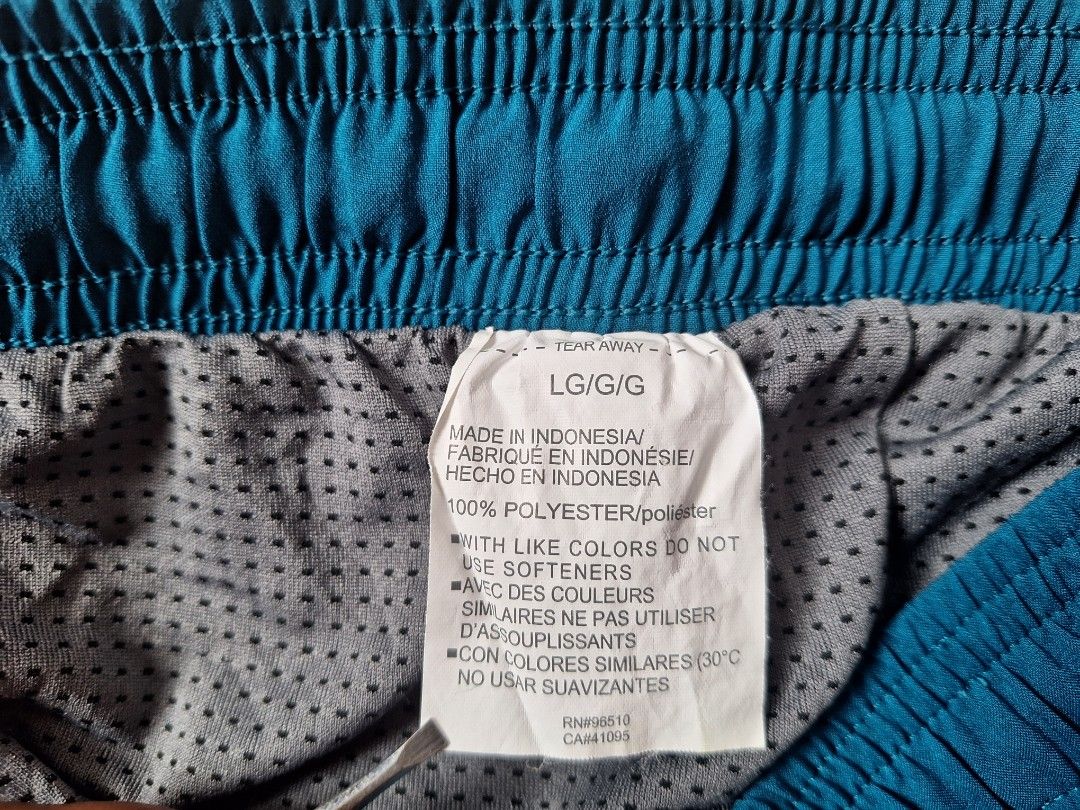 - - - TEAR AWAY - - -
LG/G/G
MADE IN INDONESIA/
FABRIQUÉ EN INDONÉSIE/
HECHO EN INDONESIA
100% POLYESTER/poliéster
▪WITH LIKE COLORS DO NOT
USE SOFTENERS
▪AVEC DES COULEURS
SIMILAIRES NE PAS UTILISER
D'ASSOUPLISSANTS
▪CON COLORES SIMILARES (30°C
NO USAR SUAVIZANTES
RN#96510
CA#41095